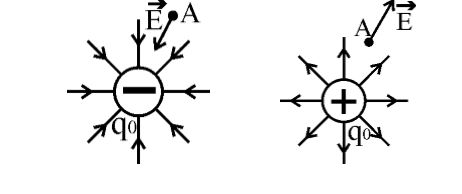 E⃗ A
−
q₀
A E⃗
+
q₀